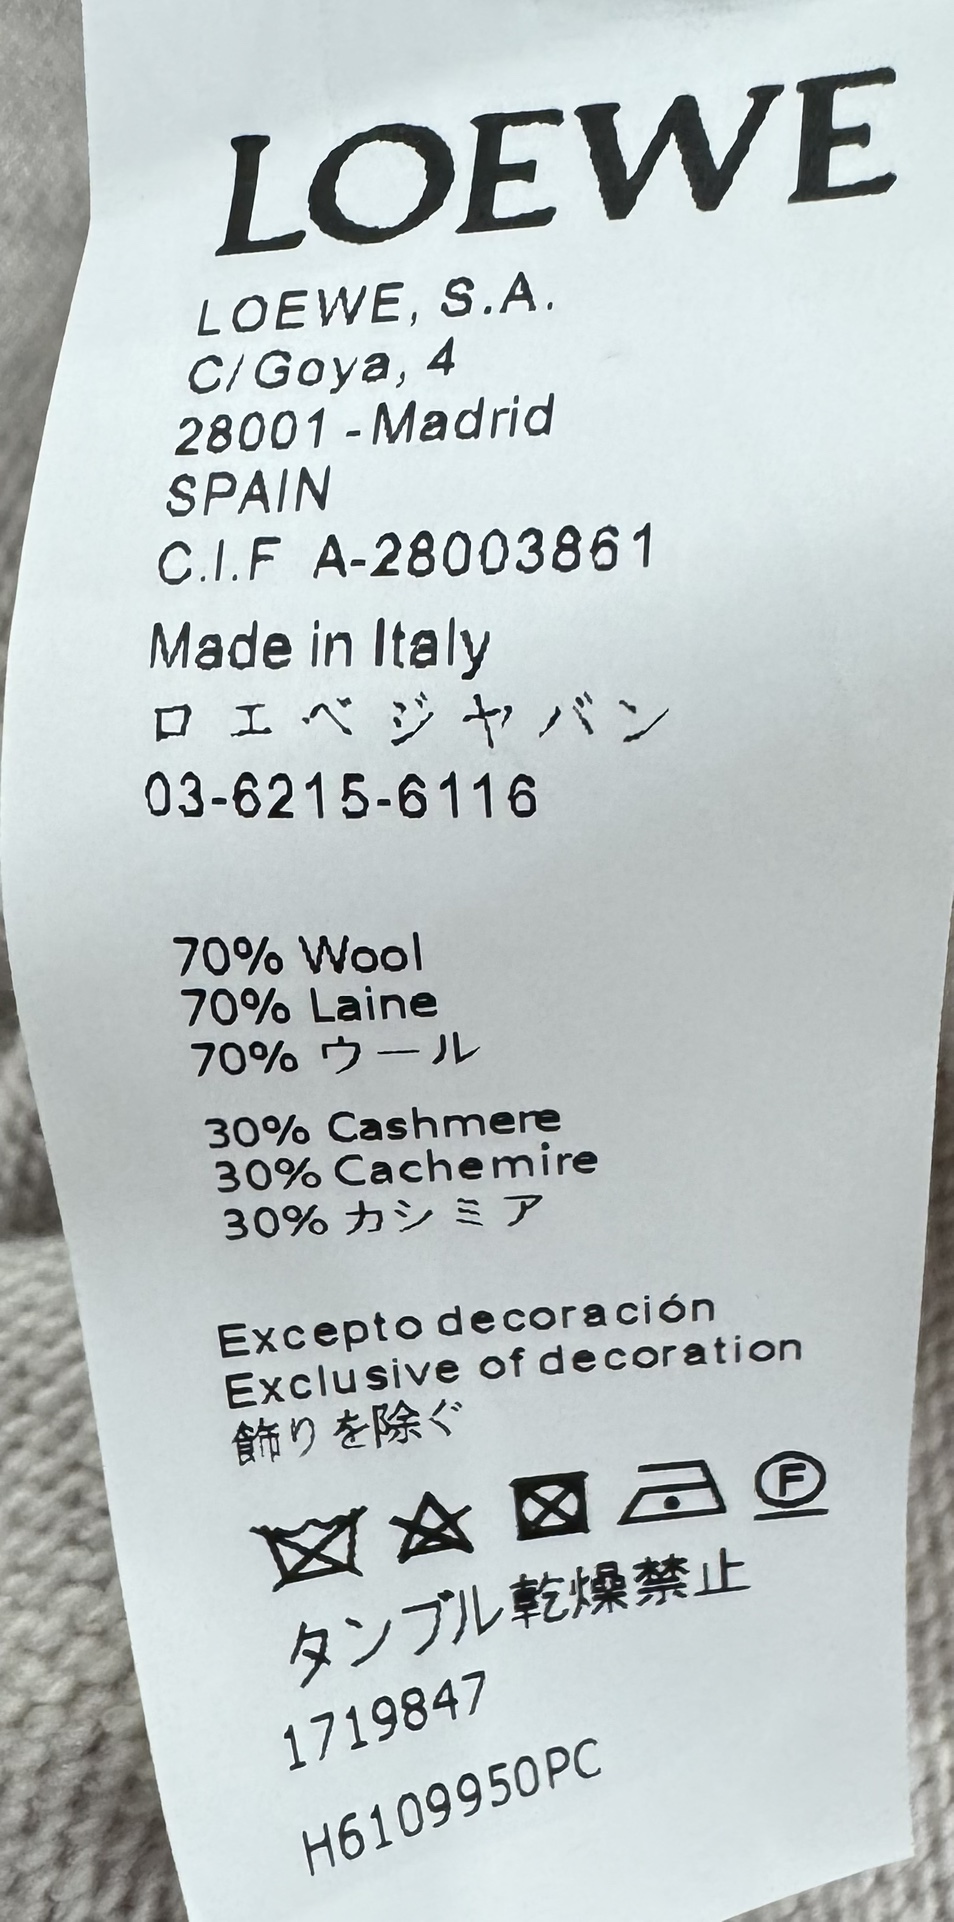 LOEWE
LOEWE, S.A.
C/Goya, 4
28001 - Madrid
SPAIN
C.I.F A-28003861
Made in Italy
ロエベジャパン
03-6215-6116
70% Wool
70% Laine
70% ウール
30% Cashmere
30% Cachemire
30% カシミア
Excepto decoración
Exclusive of decoration
飾りを除ぐ
F
タンブル乾燥禁止
1719847
H6109950PC